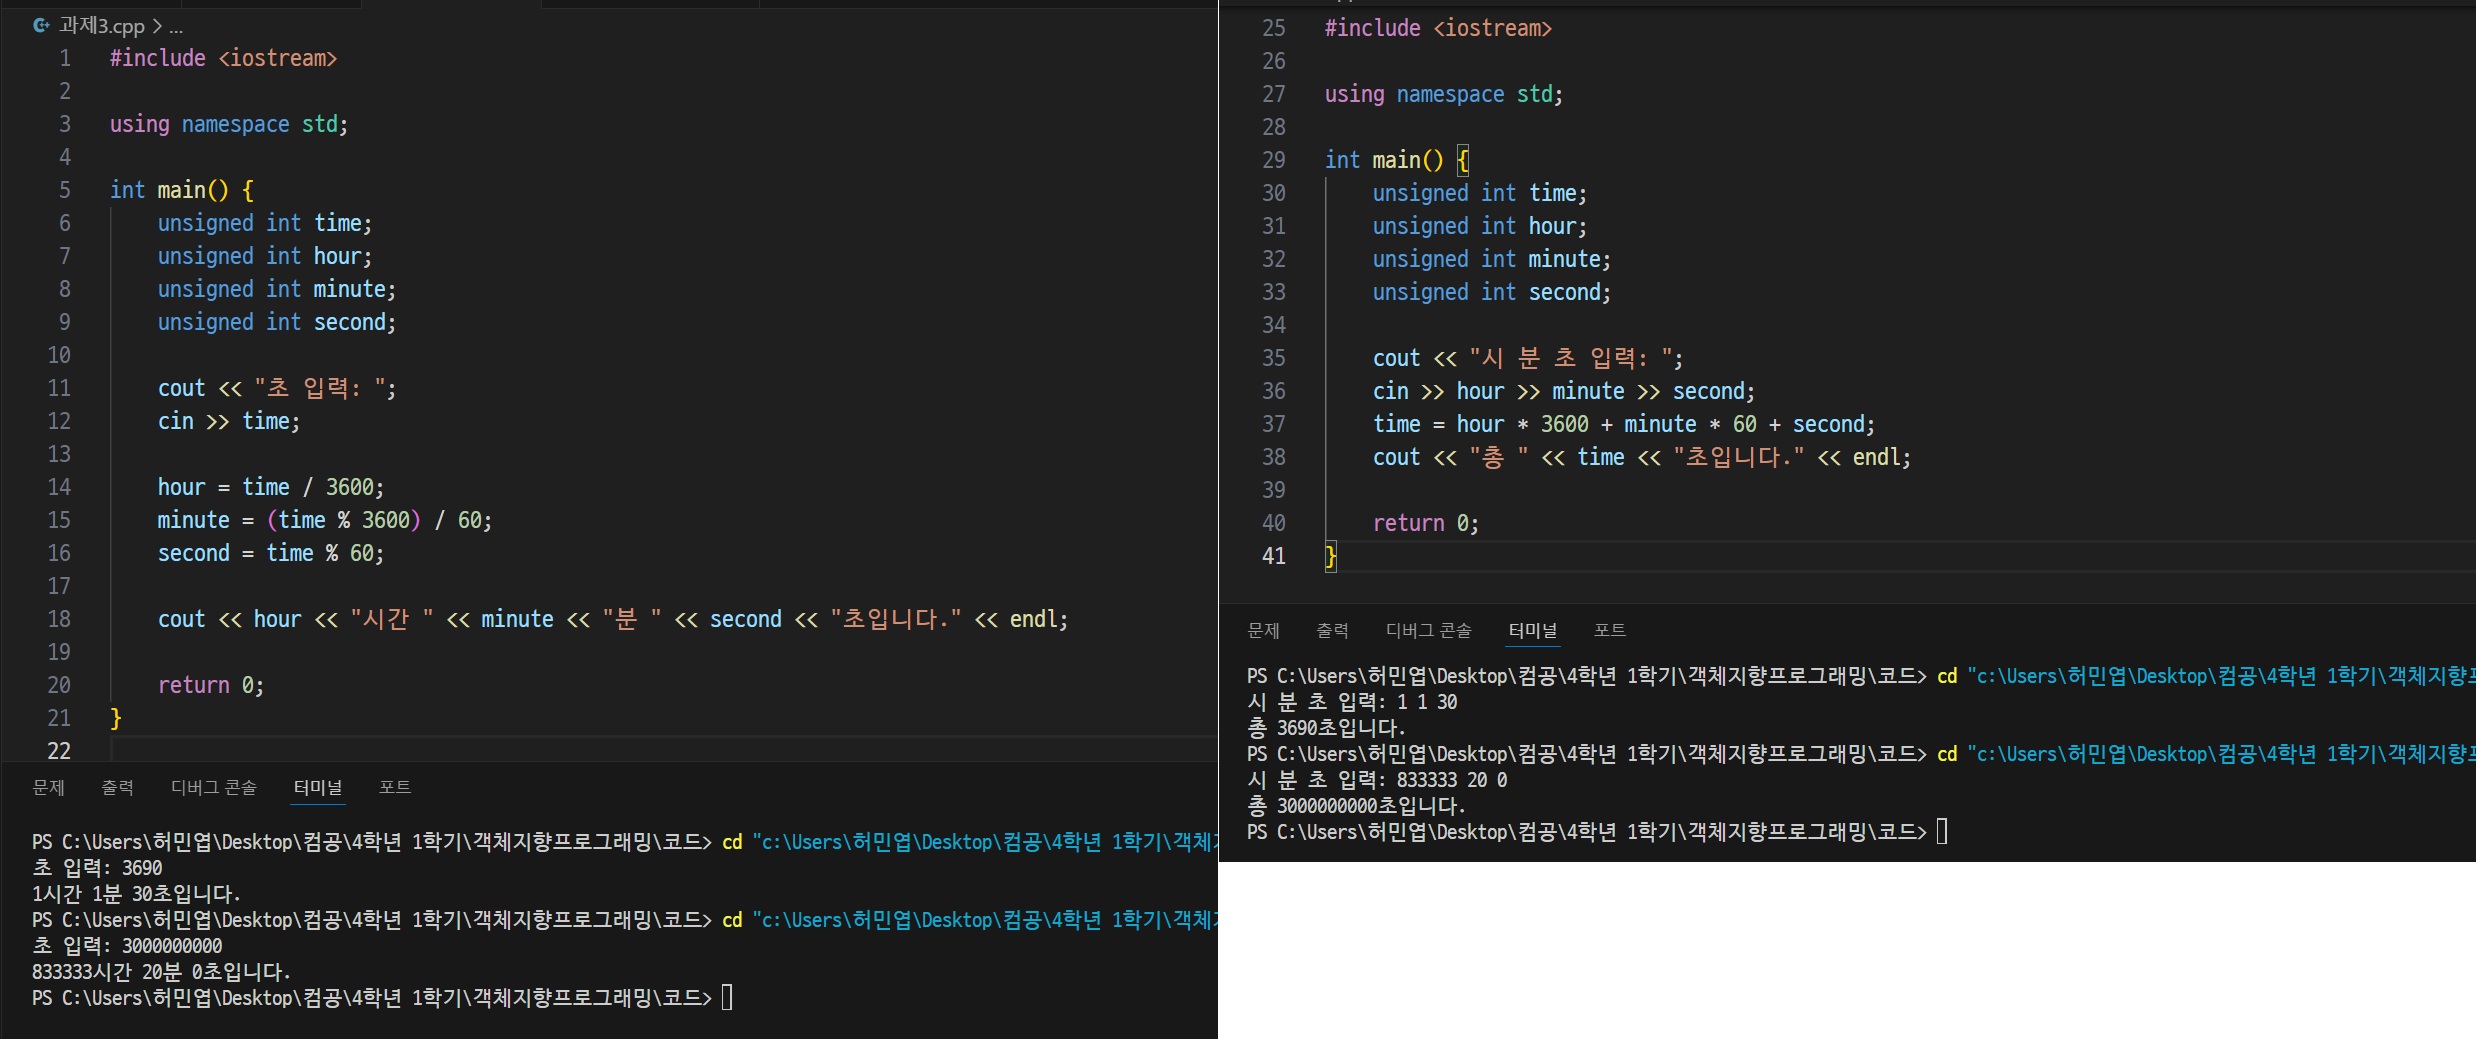 과제3.cpp > ...
1 #include <iostream>
2
3 using namespace std;
4
5 int main() {
6 unsigned int time;
7 unsigned int hour;
8 unsigned int minute;
9 unsigned int second;
10
11 cout << "초 입력: ";
12 cin >> time;
13
14 hour = time / 3600;
15 minute = (time % 3600) / 60;
16 second = time % 60;
17
18 cout << hour << "시간 " << minute << "분 " << second << "초입니다." << endl;
19
20 return 0;
21 }
22
문제 출력 디버그 콘솔 터미널 포트
PS C:\Users\허민엽\Desktop\컴공\4학년 1학기\객체지향프로그래밍\코드> cd "c:\Users\허민엽\Desktop\컴공\4학년 1학기\객체
초 입력: 3690
1시간 1분 30초입니다.
PS C:\Users\허민엽\Desktop\컴공\4학년 1학기\객체지향프로그래밍\코드> cd "c:\Users\허민엽\Desktop\컴공\4학년 1학기\객체
초 입력: 3000000000
833333시간 20분 0초입니다.
PS C:\Users\허민엽\Desktop\컴공\4학년 1학기\객체지향프로그래밍\코드>
25 #include <iostream>
26
27 using namespace std;
28
29 int main() {
30 unsigned int time;
31 unsigned int hour;
32 unsigned int minute;
33 unsigned int second;
34
35 cout << "시 분 초 입력: ";
36 cin >> hour >> minute >> second;
37 time = hour * 3600 + minute * 60 + second;
38 cout << "총 " << time << "초입니다." << endl;
39
40 return 0;
41 }
문제 출력 디버그 콘솔 터미널 포트
PS C:\Users\허민엽\Desktop\컴공\4학년 1학기\객체지향프로그래밍\코드> cd "c:\Users\허민엽\Desktop\컴공\4학년 1학기\객체지향
시 분 초 입력: 1 1 30
총 3690초입니다.
PS C:\Users\허민엽\Desktop\컴공\4학년 1학기\객체지향프로그래밍\코드> cd "c:\Users\허민엽\Desktop\컴공\4학년 1학기\객체지향
시 분 초 입력: 833333 20 0
총 3000000000초입니다.
PS C:\Users\허민엽\Desktop\컴공\4학년 1학기\객체지향프로그래밍\코드>